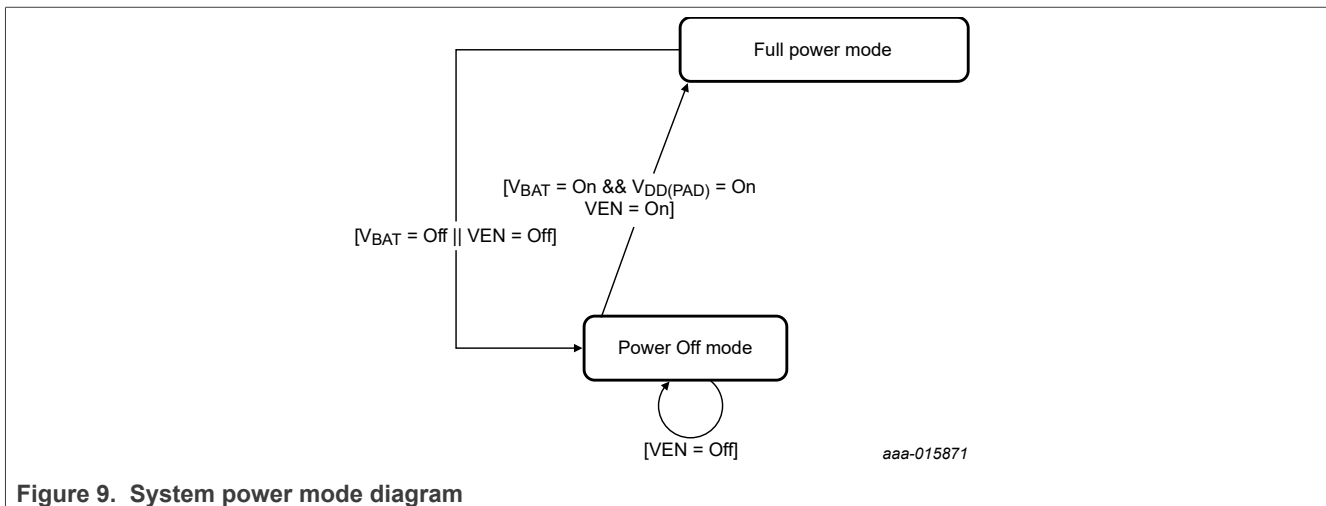 Full power mode
[VBAT = On && VDD(PAD) = On
VEN = On]
[VBAT = Off || VEN = Off]
Power Off mode
[VEN = Off]
aaa-015871
Figure 9. System power mode diagram